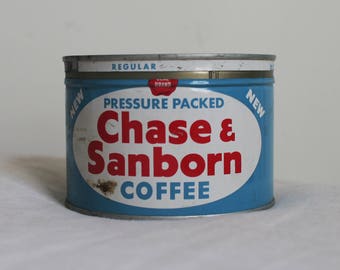 REGULAR
NEW
NEW
PRESSURE PACKED
Chase &
Sanborn
COFFEE